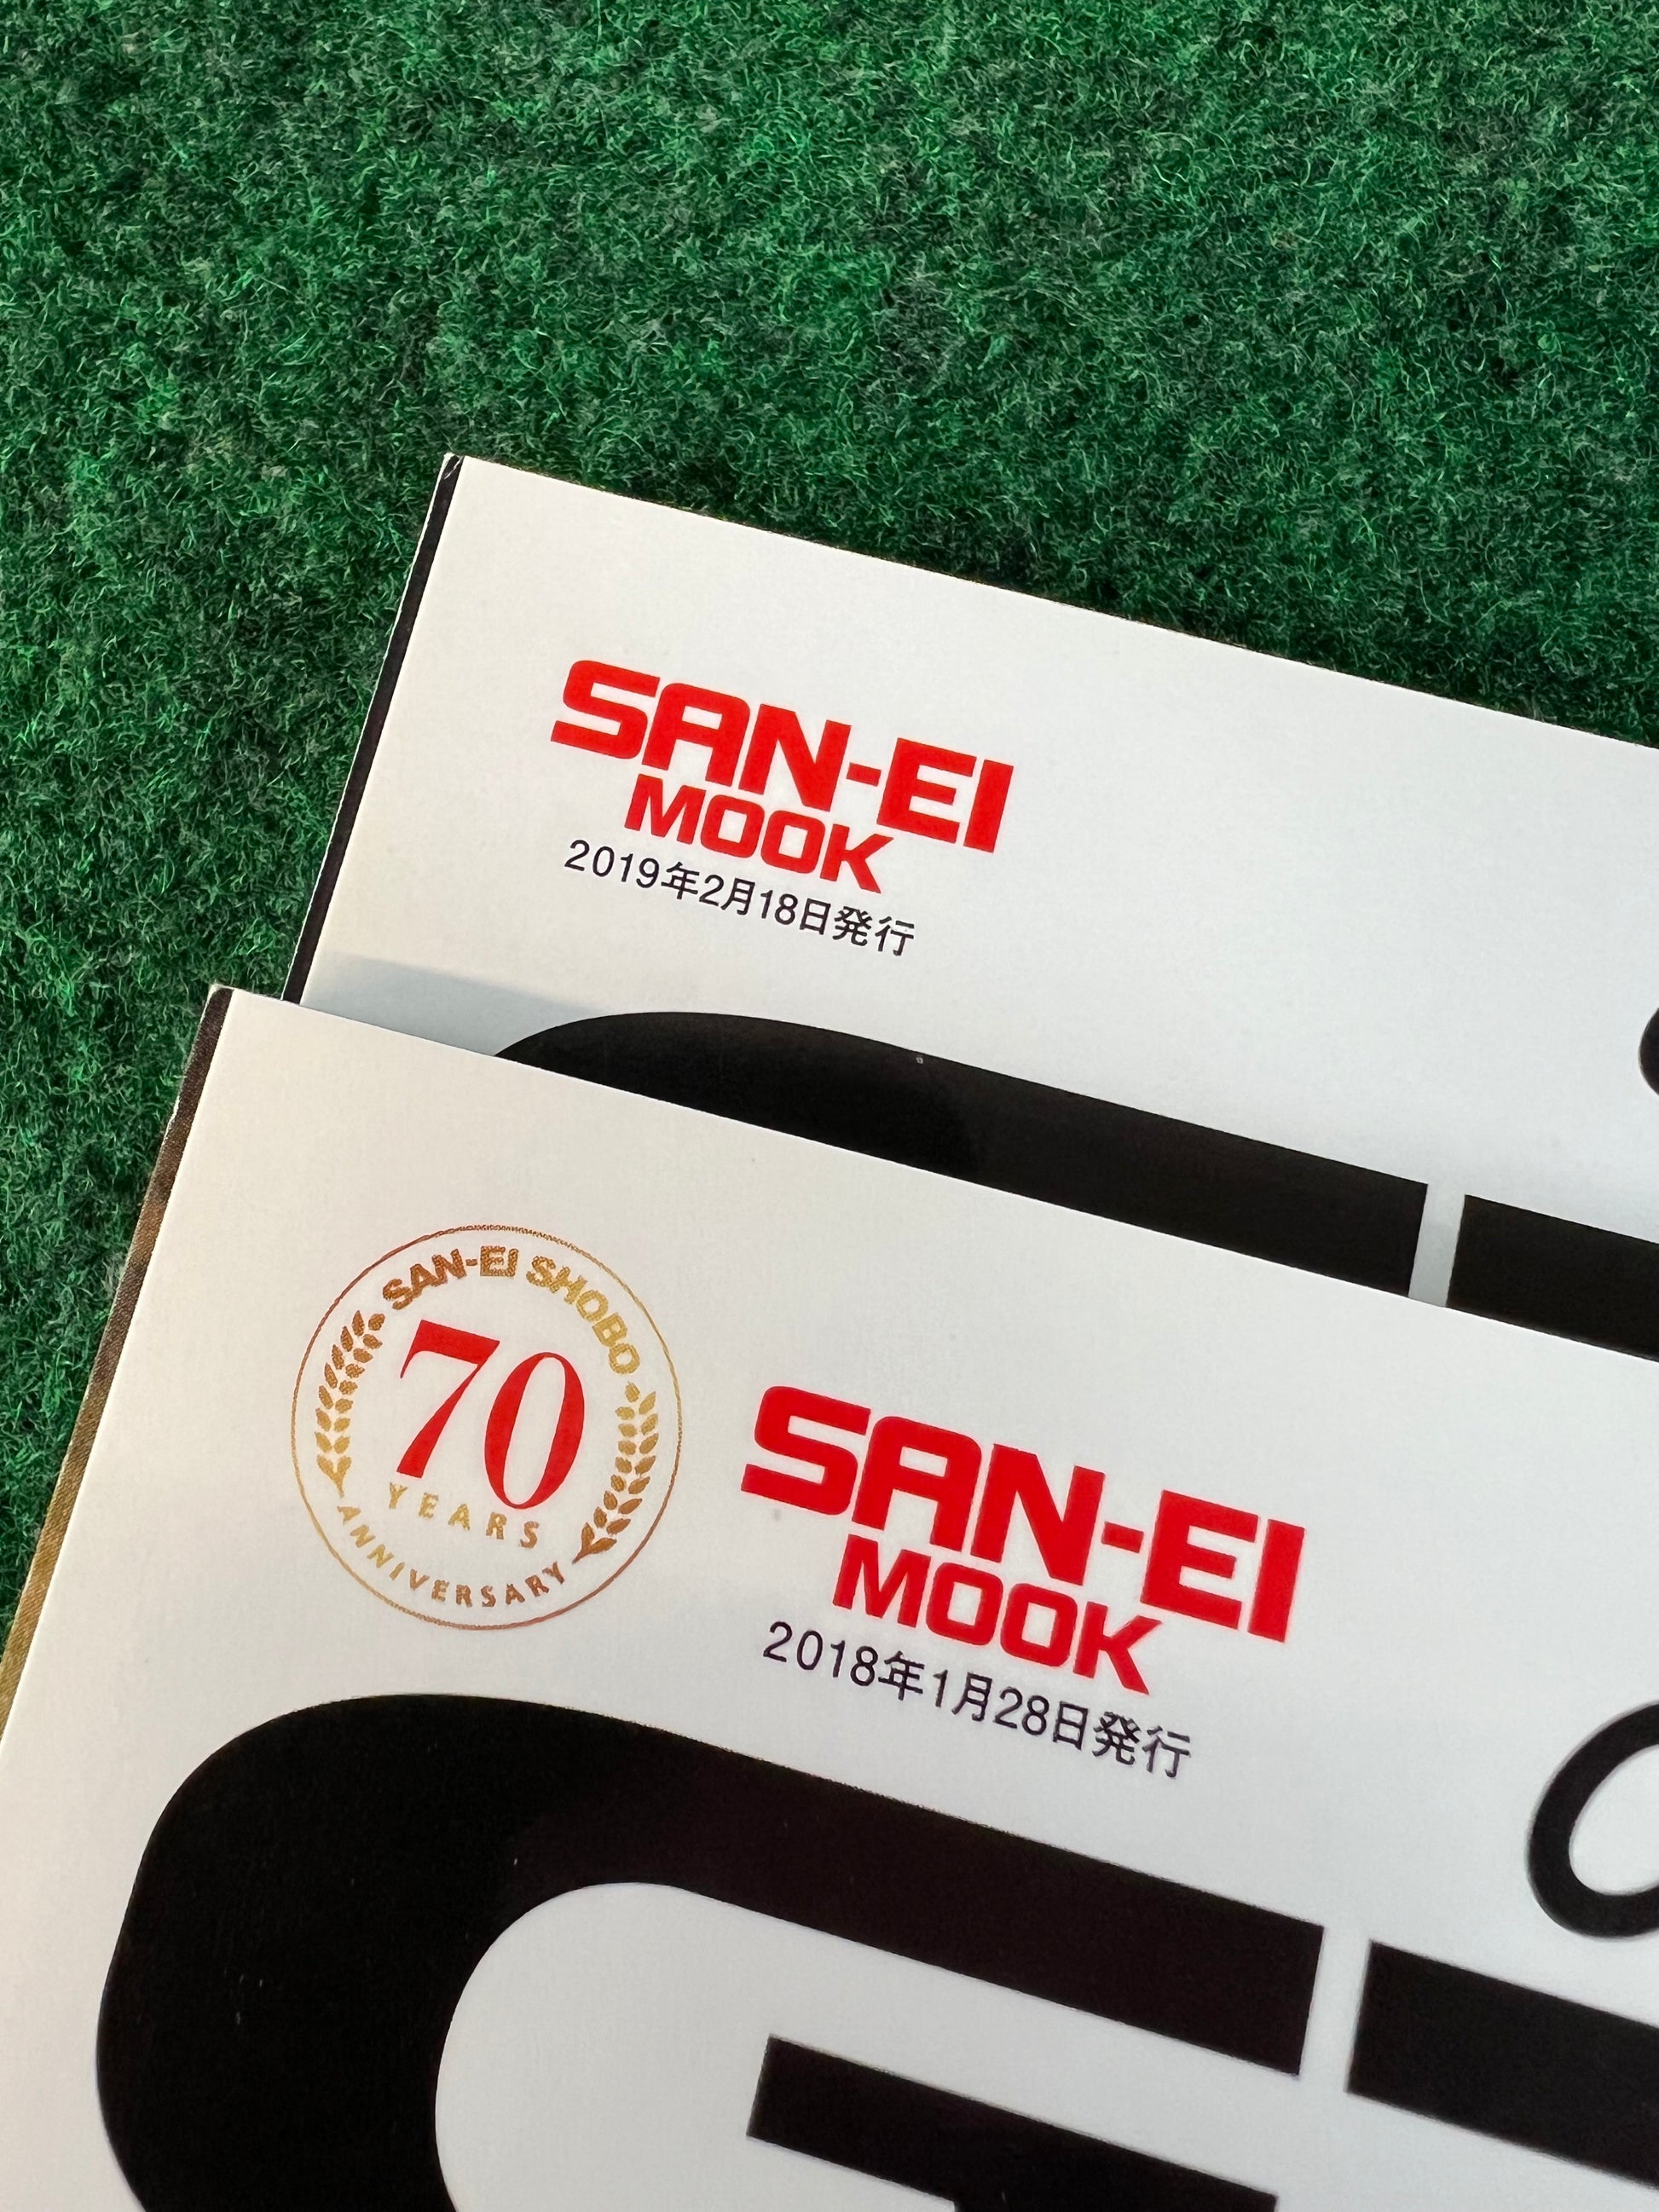 SAN-EI
MOOK
2019年2月18日発行
SAN-EI SHOBO
70
YEARS
ANNIVERSARY
SAN-EI
MOOK
2018年1月28日発行